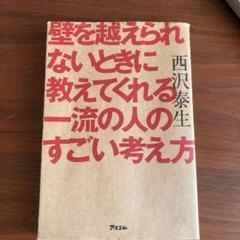 壁を越えられ
ないときに
教えてくれる
一流の人の
すごい考え方
西沢泰生
アスコム